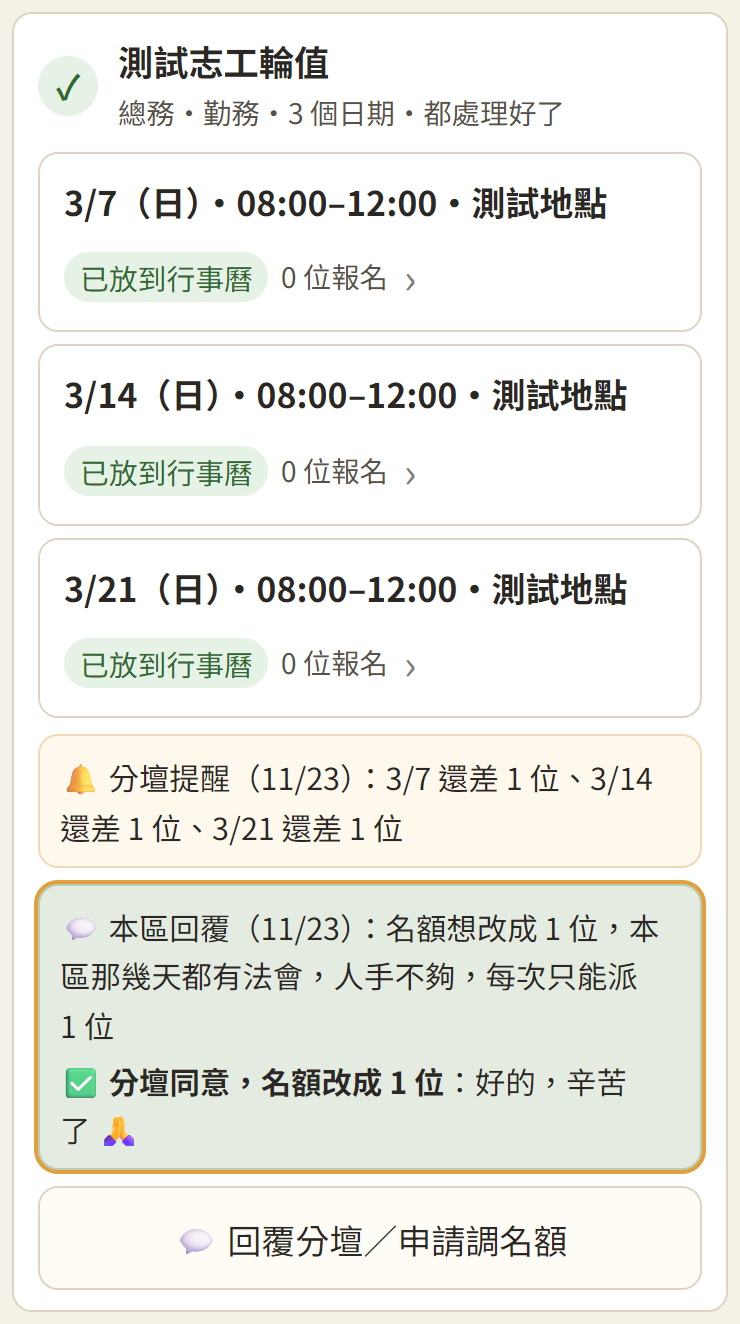 ✓ 測試志工輪值
總務・勤務・3 個日期・都處理好了
3/7（日）・08:00–12:00・測試地點
已放到行事曆 0 位報名 ›
3/14（日）・08:00–12:00・測試地點
已放到行事曆 0 位報名 ›
3/21（日）・08:00–12:00・測試地點
已放到行事曆 0 位報名 ›
🔔 分壇提醒（11/23）：3/7 還差 1 位、3/14
還差 1 位、3/21 還差 1 位
💬 本區回覆（11/23）：名額想改成 1 位，本
區那幾天都有法會，人手不夠，每次只能派
1 位
✅ 分壇同意，名額改成 1 位：好的，辛苦
了 🙏
💬 回覆分壇／申請調名額